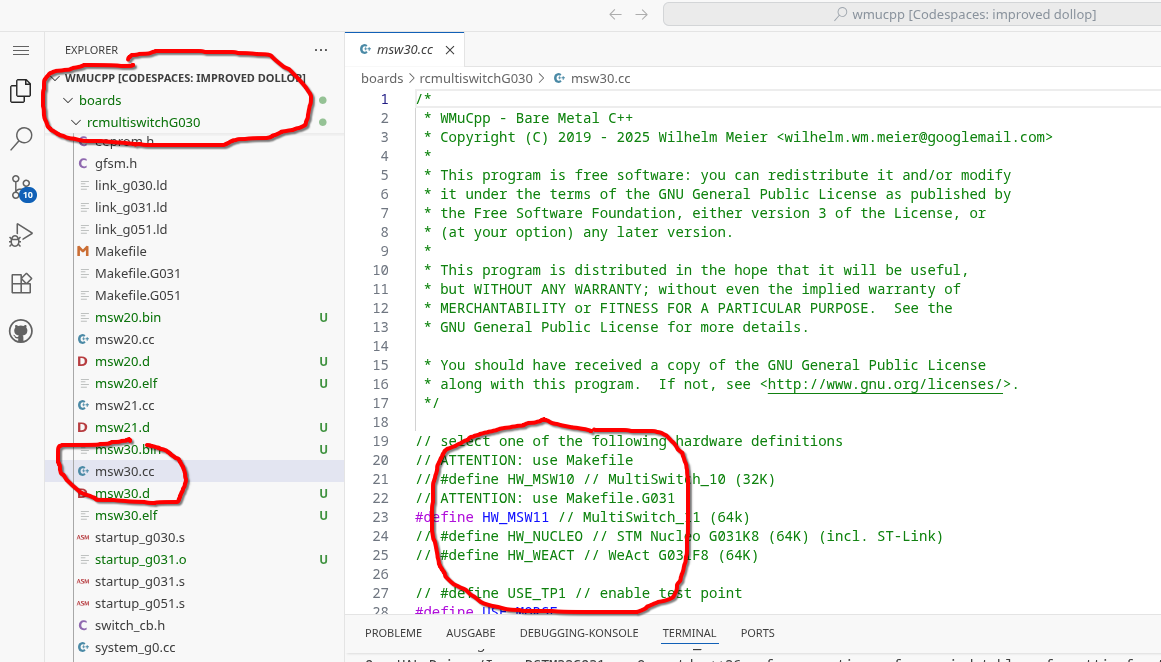 wmucpp [Codespaces: improved dollop]
EXPLORER
WMUCPP [CODESPACES: IMPROVED DOLLOP]
boards
rcmultiswitchG030
eeprom.h
gfsm.h
link_g030.ld
link_g031.ld
link_g051.ld
M Makefile
Makefile.G031
Makefile.G051
msw20.bin U
msw20.cc
msw20.d U
msw20.elf U
msw21.cc
msw21.d U
msw30.bin U
msw30.cc
msw30.d U
msw30.elf U
ASM startup_g030.s
startup_g031.o U
ASM startup_g031.s
ASM startup_g051.s
switch_cb.h
system_g0.cc
10
msw30.cc
boards > rcmultiswitchG030 > msw30.cc
1 /*
2 * WMuCpp - Bare Metal C++
3 * Copyright (C) 2019 - 2025 Wilhelm Meier <wilhelm.wm.meier@googlemail.com>
4 *
5 * This program is free software: you can redistribute it and/or modify
6 * it under the terms of the GNU General Public License as published by
7 * the Free Software Foundation, either version 3 of the License, or
8 * (at your option) any later version.
9 *
10 * This program is distributed in the hope that it will be useful,
11 * but WITHOUT ANY WARRANTY; without even the implied warranty of
12 * MERCHANTABILITY or FITNESS FOR A PARTICULAR PURPOSE.  See the
13 * GNU General Public License for more details.
14
15 * You should have received a copy of the GNU General Public License
16 * along with this program.  If not, see <http://www.gnu.org/licenses/>.
17 */
18
19 // select one of the following hardware definitions
20 // ATTENTION: use Makefile
21 // #define HW_MSW10 // MultiSwitch_10 (32K)
22 // ATTENTION: use Makefile.G031
23 #define HW_MSW11 // MultiSwitch_11 (64k)
24 // #define HW_NUCLEO // STM Nucleo G031K8 (64K) (incl. ST-Link)
25 // #define HW_WEACT // WeAct G031F8 (64K)
26
27 // #define USE_TP1 // enable test point
28 #define USE_MORSE
PROBLEME AUSGABE DEBUGGING-KONSOLE TERMINAL PORTS